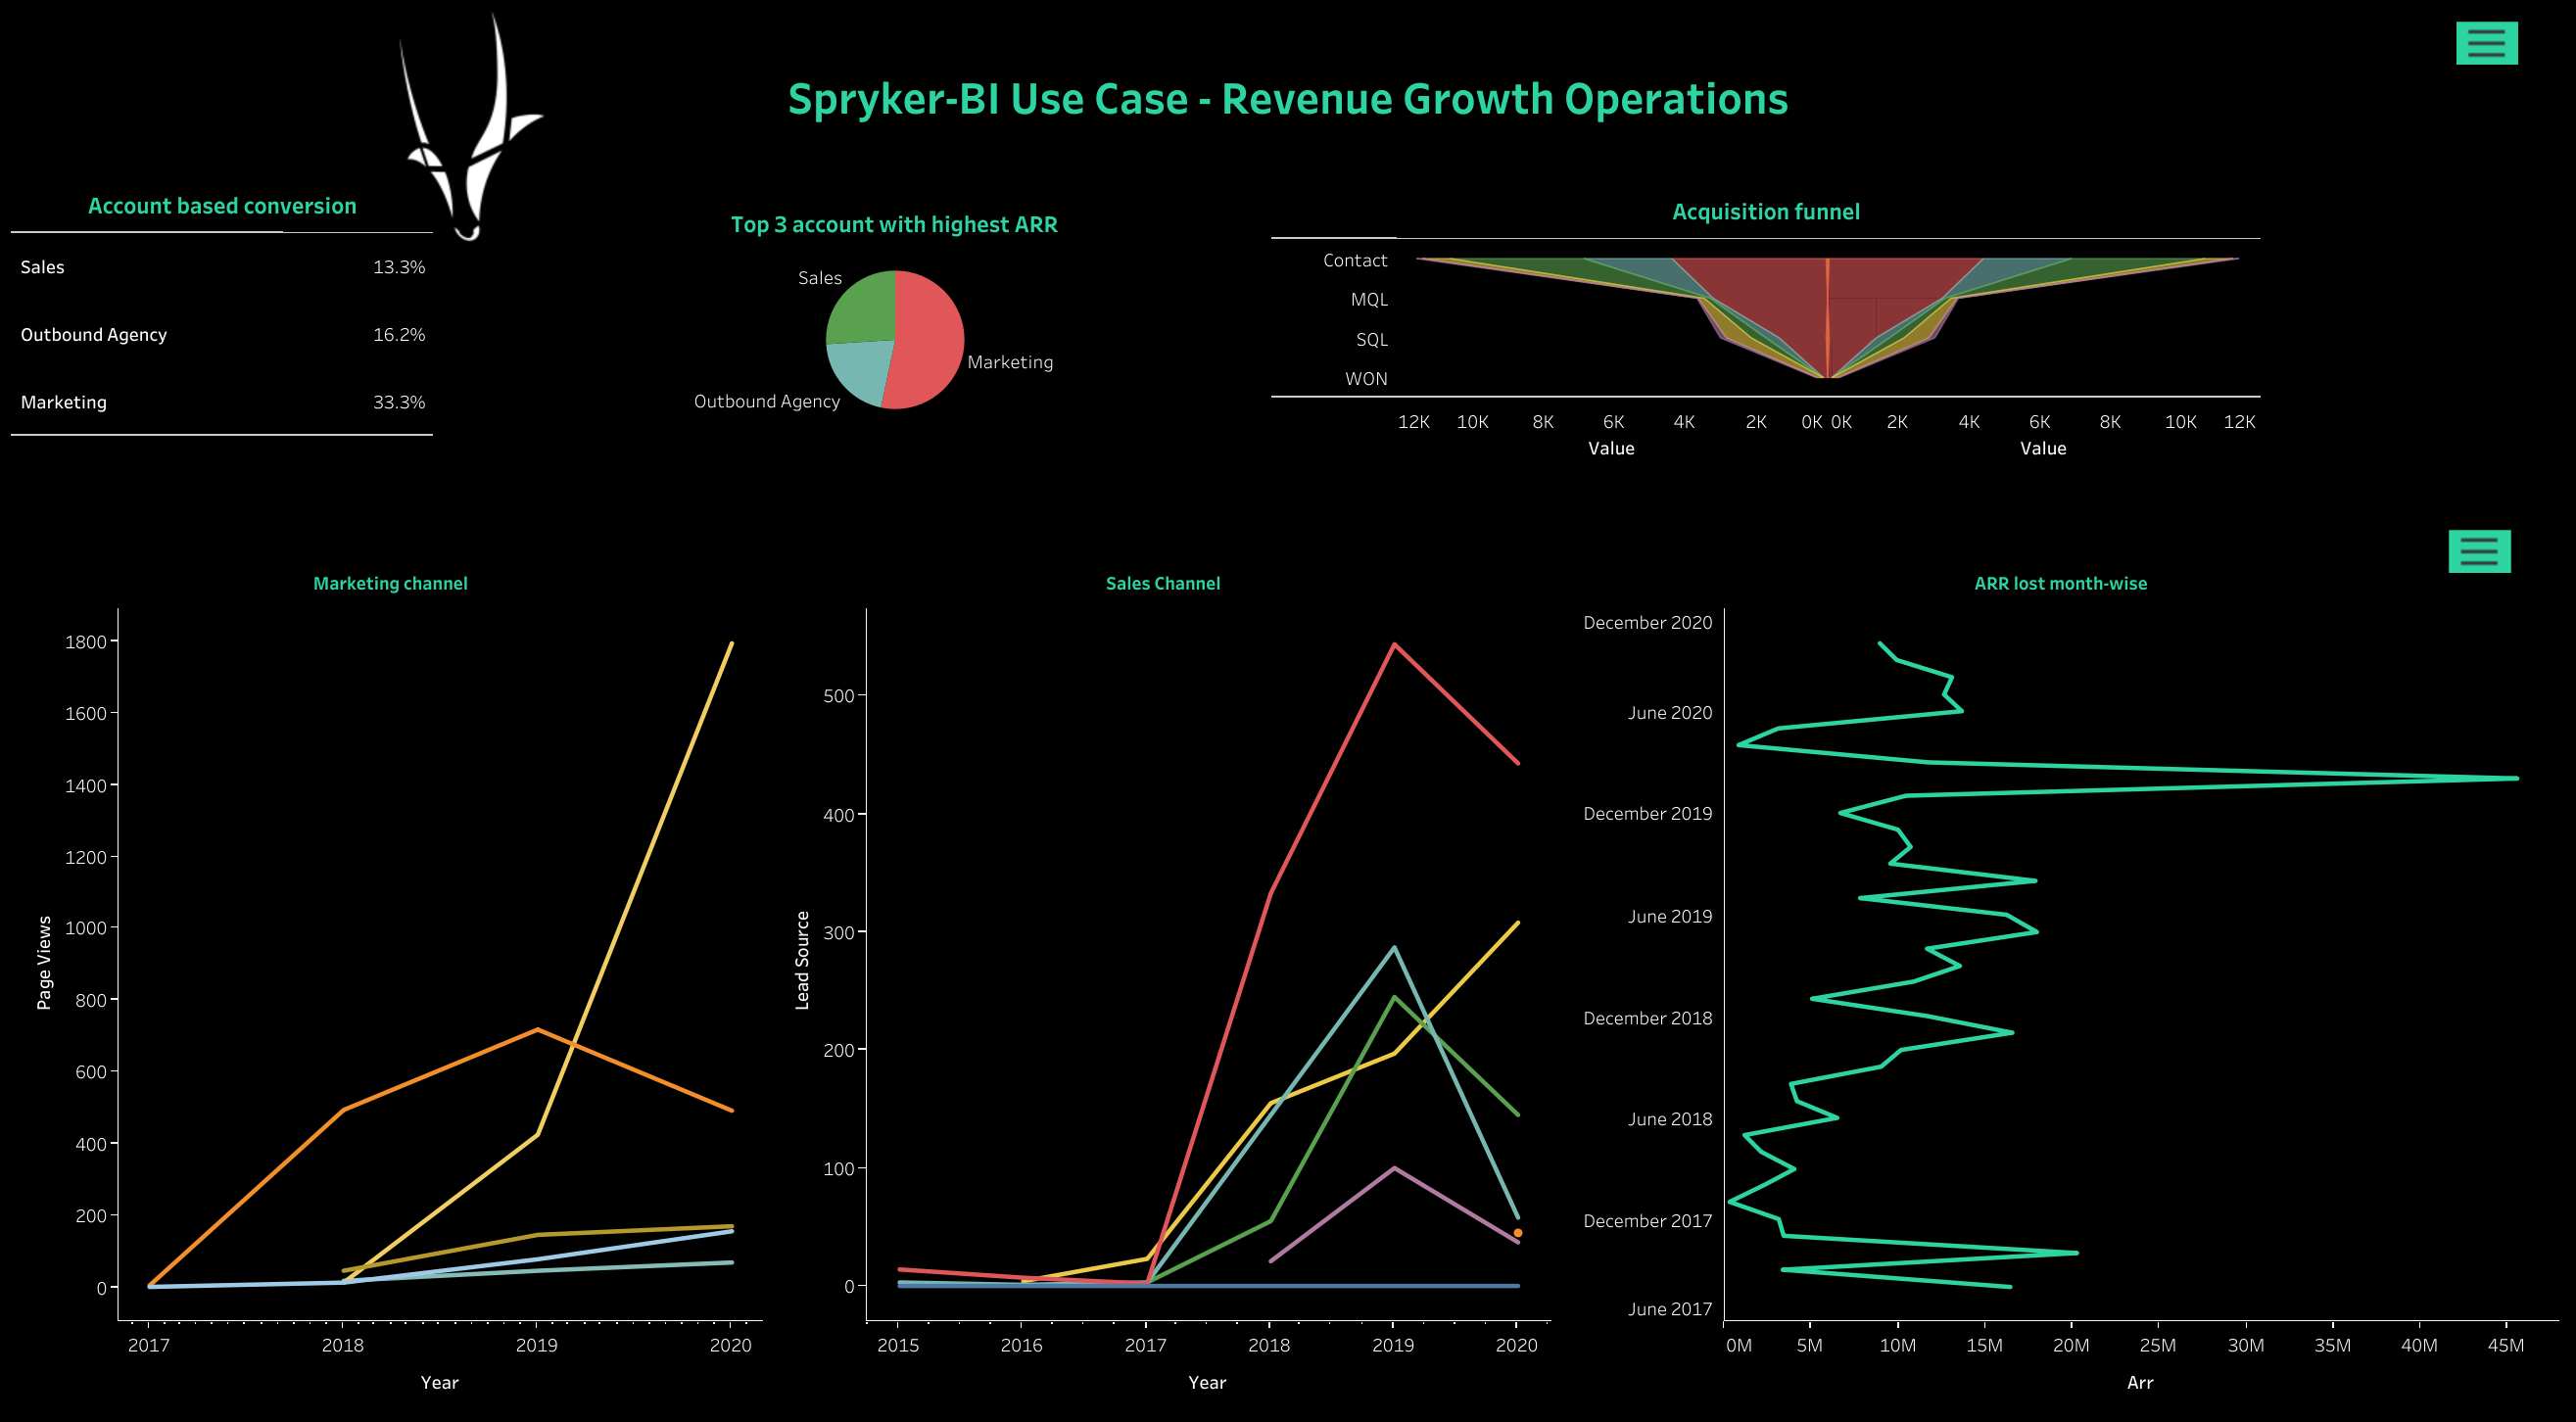 Spryker-BI Use Case - Revenue Growth Operations
Account based conversion
Sales 13.3%
Outbound Agency 16.2%
Marketing 33.3%
Top 3 account with highest ARR
Sales
Marketing
Outbound Agency
Acquisition funnel
Contact
MQL
SQL
WON
12K 10K 8K 6K 4K 2K 0K 0K 2K 4K 6K 8K 10K 12K
Value Value
Marketing channel
Page Views
1800
1600
1400
1200
1000
800
600
400
200
0
2017 2018 2019 2020
Year
Sales Channel
Lead Source
500
400
300
200
100
0
2015 2016 2017 2018 2019 2020
Year
ARR lost month-wise
December 2020
June 2020
December 2019
June 2019
December 2018
June 2018
December 2017
June 2017
0M 5M 10M 15M 20M 25M 30M 35M 40M 45M
Arr